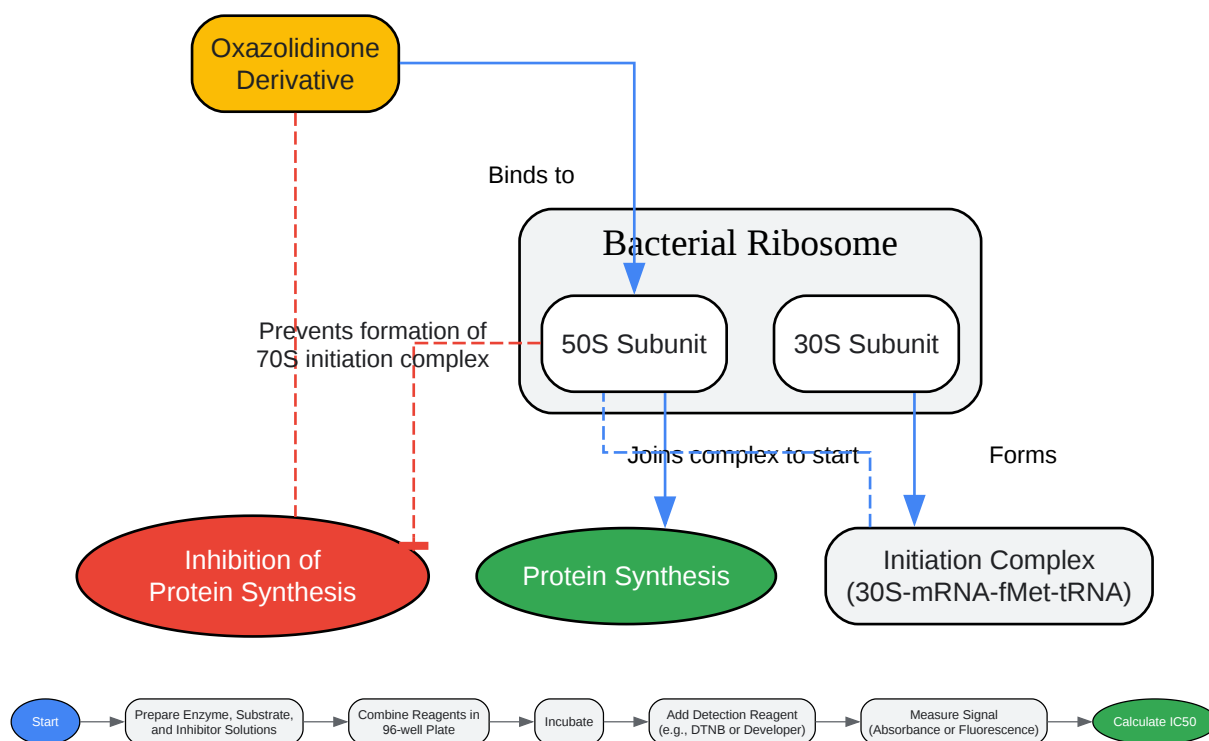 Oxazolidinone
Derivative
Binds to
Bacterial Ribosome
50S Subunit
30S Subunit
Prevents formation of
70S initiation complex
Joins complex to start
Forms
Inhibition of
Protein Synthesis
Protein Synthesis
Initiation Complex
(30S-mRNA-fMet-tRNA)
Start
Prepare Enzyme, Substrate,
and Inhibitor Solutions
Combine Reagents in
96-well Plate
Incubate
Add Detection Reagent
(e.g., DTNB or Developer)
Measure Signal
(Absorbance or Fluorescence)
Calculate IC50